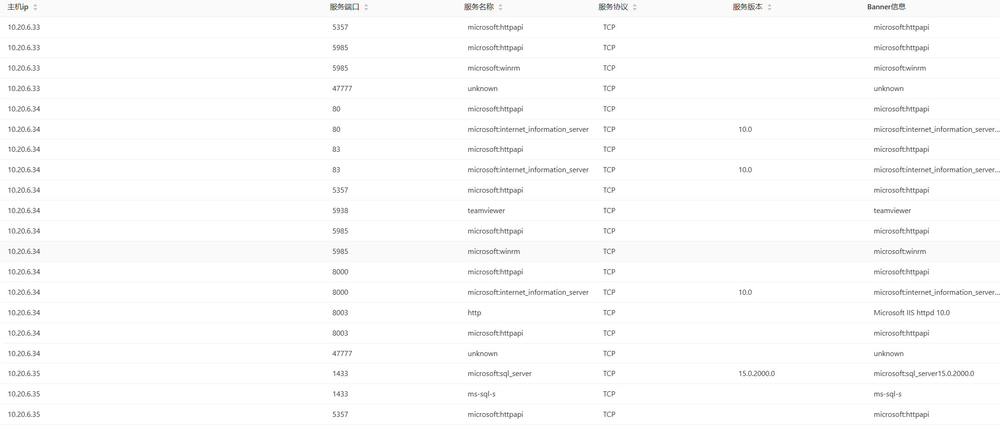 主机ip 服务端口 服务名称 服务协议 服务版本 Banner信息
10.20.6.33 5357 microsoft:httpapi TCP microsoft:httpapi
10.20.6.33 5985 microsoft:httpapi TCP microsoft:httpapi
10.20.6.33 5985 microsoft:winrm TCP microsoft:winrm
10.20.6.33 47777 unknown TCP unknown
10.20.6.34 80 microsoft:httpapi TCP microsoft:httpapi
10.20.6.34 80 microsoft:internet_information_server TCP 10.0 microsoft:internet_information_server...
10.20.6.34 83 microsoft:httpapi TCP microsoft:httpapi
10.20.6.34 83 microsoft:internet_information_server TCP 10.0 microsoft:internet_information_server...
10.20.6.34 5357 microsoft:httpapi TCP microsoft:httpapi
10.20.6.34 5938 teamviewer TCP teamviewer
10.20.6.34 5985 microsoft:httpapi TCP microsoft:httpapi
10.20.6.34 5985 microsoft:winrm TCP microsoft:winrm
10.20.6.34 8000 microsoft:httpapi TCP microsoft:httpapi
10.20.6.34 8000 microsoft:internet_information_server TCP 10.0 microsoft:internet_information_server...
10.20.6.34 8003 http TCP Microsoft IIS httpd 10.0
10.20.6.34 8003 microsoft:httpapi TCP microsoft:httpapi
10.20.6.34 47777 unknown TCP unknown
10.20.6.35 1433 microsoft:sql_server TCP 15.0.2000.0 microsoft:sql_server15.0.2000.0
10.20.6.35 1433 ms-sql-s TCP ms-sql-s
10.20.6.35 5357 microsoft:httpapi TCP microsoft:httpapi